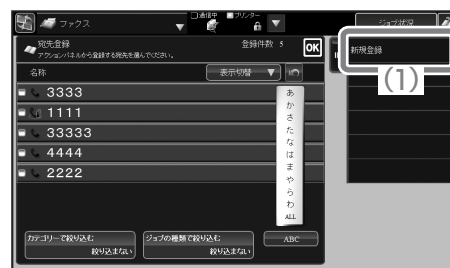 ファクス
通信中
プリンター
ジョブ状況
宛先登録
アクションパネルから登録する宛先を選んでください。
登録件数 5
OK
新規登録
(1)
名称
表示切替
3333
1111
33333
4444
2222
あ
か
さ
た
な
は
ま
や
ら
わ
ALL
カテゴリーで絞り込む
絞り込まない
ジョブの種類で絞り込む
絞り込まない
ABC